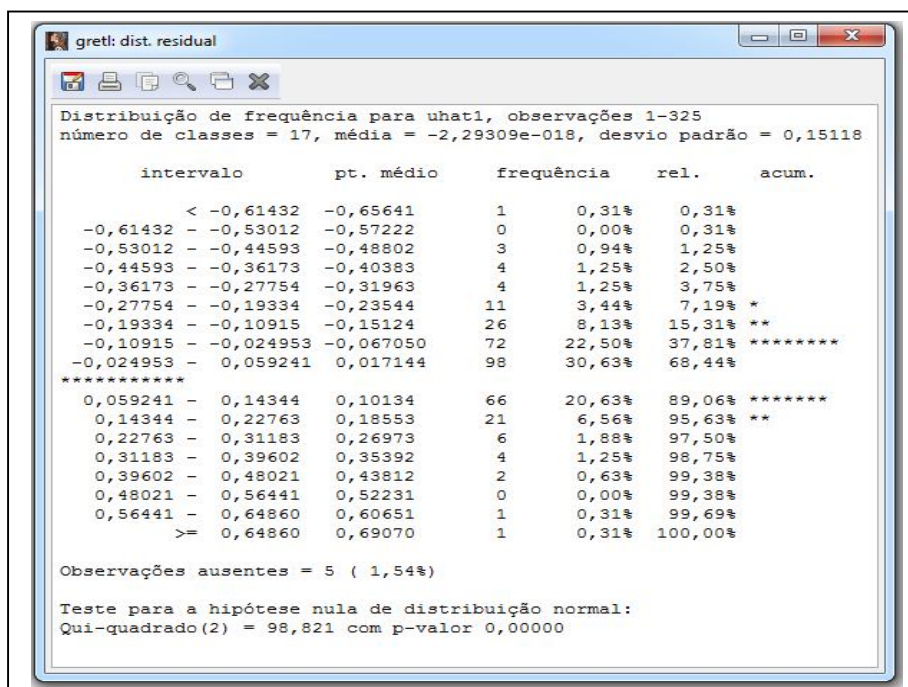 gretl: dist. residual
Distribuição de frequência para uhat1, observações 1-325
número de classes = 17, média = -2,29309e-018, desvio padrão = 0,15118
intervalo pt. médio frequência rel. acum.
< -0,61432 -0,65641 1 0,31% 0,31%
-0,61432 - -0,53012 -0,57222 0 0,00% 0,31%
-0,53012 - -0,44593 -0,48802 3 0,94% 1,25%
-0,44593 - -0,36173 -0,40383 4 1,25% 2,50%
-0,36173 - -0,27754 -0,31963 4 1,25% 3,75%
-0,27754 - -0,19334 -0,23544 11 3,44% 7,19% *
-0,19334 - -0,10915 -0,15124 26 8,13% 15,31% **
-0,10915 - -0,024953 -0,067050 72 22,50% 37,81% ********
-0,024953 - 0,059241 0,017144 98 30,63% 68,44%
***********
0,059241 - 0,14344 0,10134 66 20,63% 89,06% *******
0,14344 - 0,22763 0,18553 21 6,56% 95,63% **
0,22763 - 0,31183 0,26973 6 1,88% 97,50%
0,31183 - 0,39602 0,35392 4 1,25% 98,75%
0,39602 - 0,48021 0,43812 2 0,63% 99,38%
0,48021 - 0,56441 0,52231 0 0,00% 99,38%
0,56441 - 0,64860 0,60651 1 0,31% 99,69%
>= 0,64860 0,69070 1 0,31% 100,00%
Observações ausentes = 5 ( 1,54%)
Teste para a hipótese nula de distribuição normal:
Qui-quadrado(2) = 98,821 com p-valor 0,00000